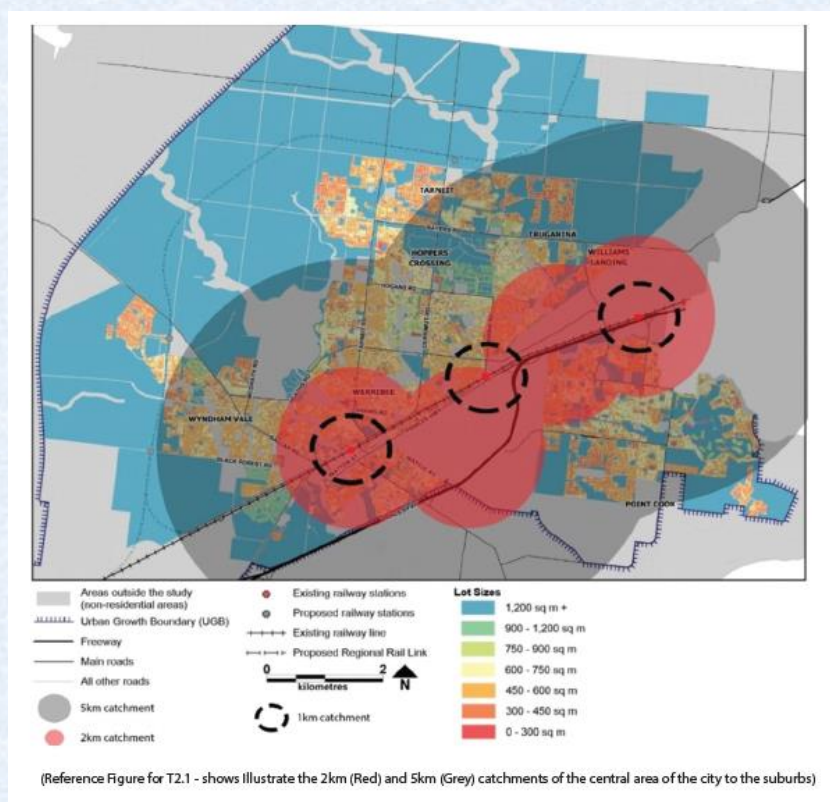 TARNEIT
TRUGANINA
WILLIAMS
LANDING
HOPPERS
CROSSING
HOGANS RD
WERRIBEE
WYNDHAM VALE
BLACK FOREST RD
POINT COOK
Areas outside the study
(non-residential areas)
Urban Growth Boundary (UGB)
Freeway
Main roads
All other roads
5km catchment
2km catchment
Existing railway stations
Proposed railway stations
Existing railway line
Proposed Regional Rail Link
0 2
kilometres
N
1km catchment
Lot Sizes
1,200 sq m +
900 - 1,200 sq m
750 - 900 sq m
600 - 750 sq m
450 - 600 sq m
300 - 450 sq m
0 - 300 sq m
(Reference Figure for T2.1 - shows Illustrate the 2km (Red) and 5km (Grey) catchments of the central area of the city to the suburbs)